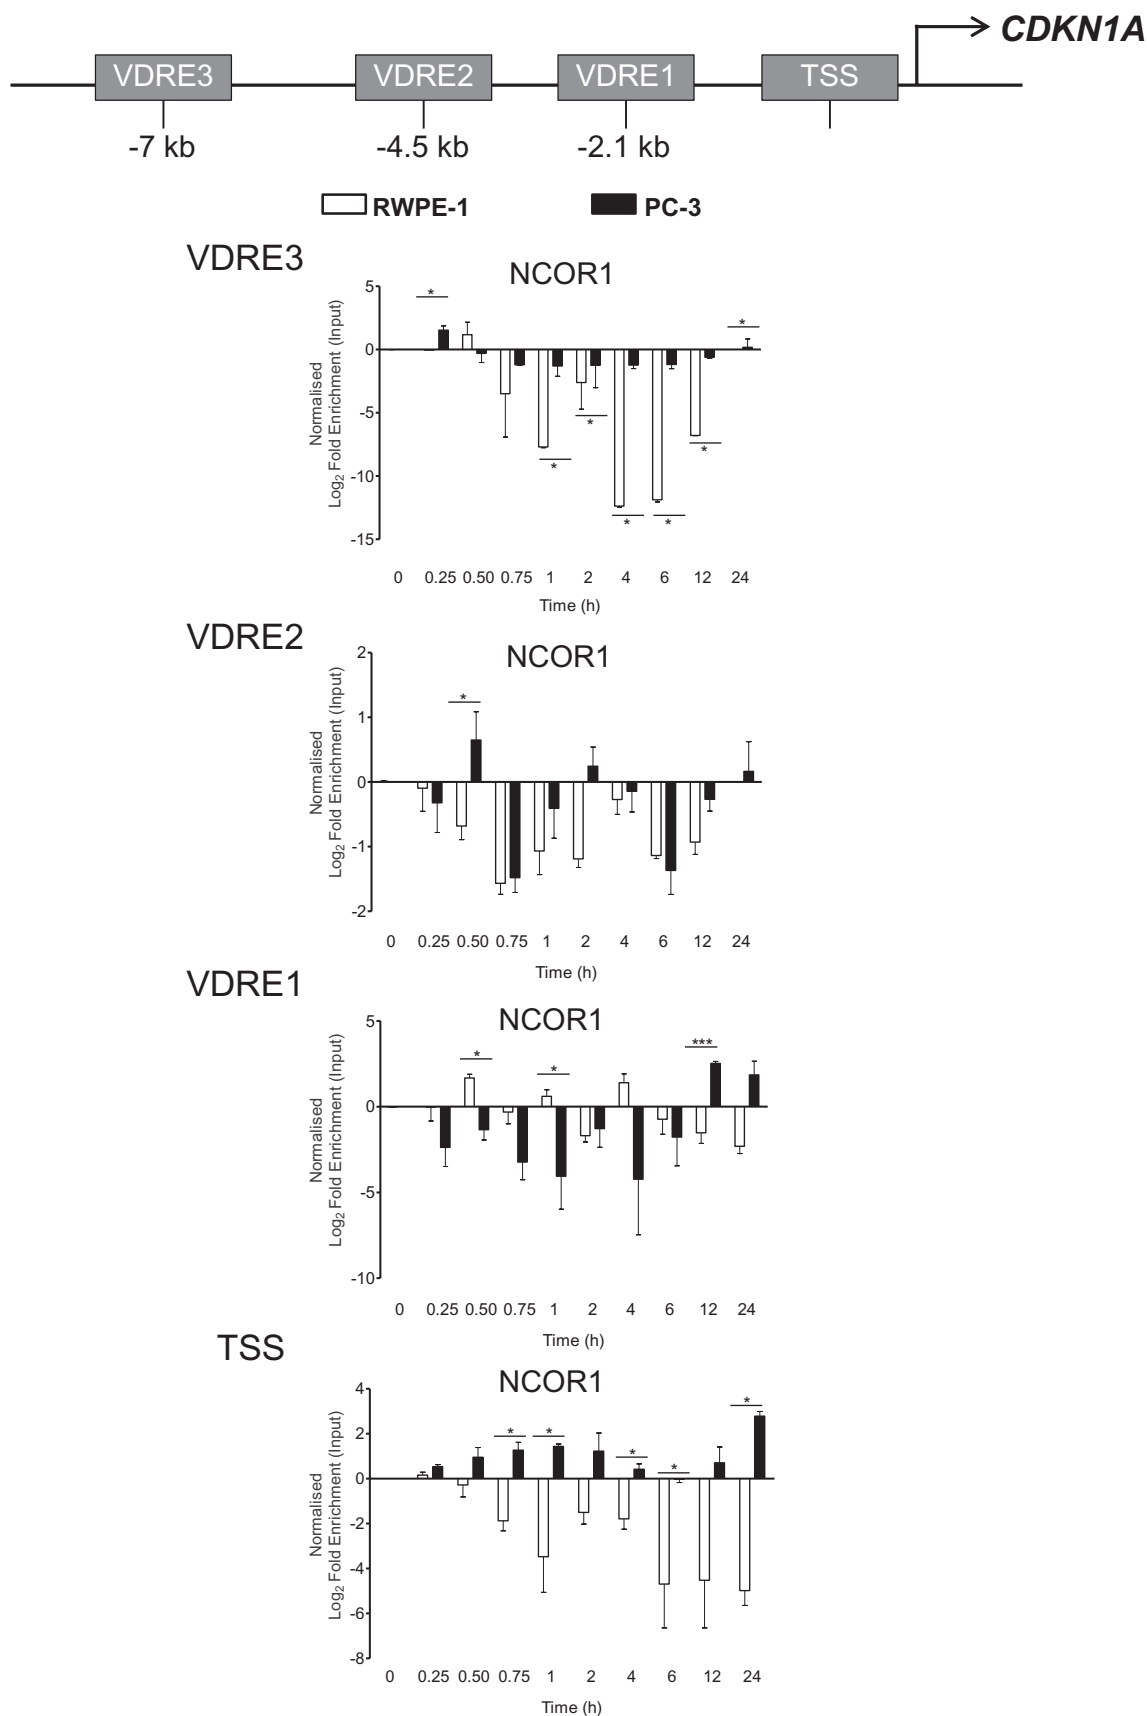 CDKN1A
VDRE3 VDRE2 VDRE1 TSS
-7 kb -4.5 kb -2.1 kb
RWPE-1 PC-3
VDRE3
NCOR1
Normalised
Log₂ Fold Enrichment (Input)
5
0
-5
-10
-15
* * * * * * *
0 0.25 0.50 0.75 1 2 4 6 12 24
Time (h)
VDRE2
NCOR1
Normalised
Log₂ Fold Enrichment (Input)
2
1
0
-1
-2
*
0 0.25 0.50 0.75 1 2 4 6 12 24
Time (h)
VDRE1
NCOR1
Normalised
Log₂ Fold Enrichment (Input)
5
0
-5
-10
* * ***
0 0.25 0.50 0.75 1 2 4 6 12 24
Time (h)
TSS
NCOR1
Normalised
Log₂ Fold Enrichment (Input)
4
2
0
-2
-4
-6
-8
* * * * *
0 0.25 0.50 0.75 1 2 4 6 12 24
Time (h)